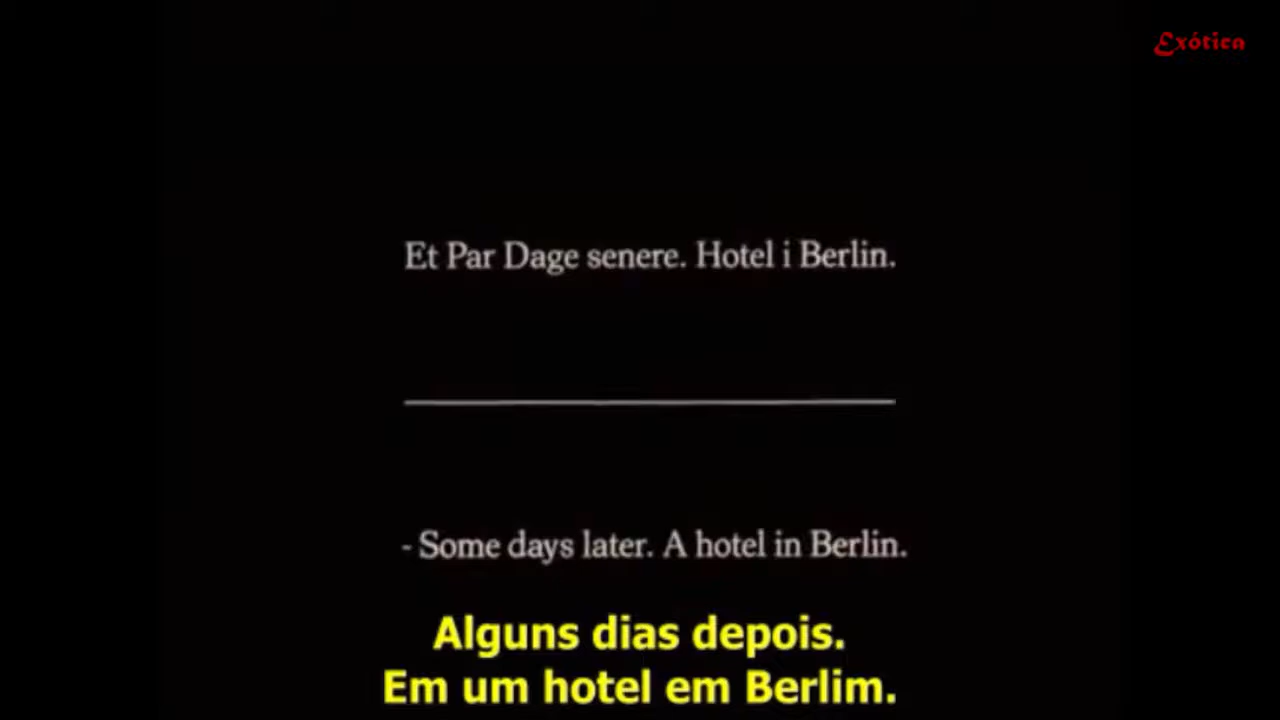 Exótica
Et Par Dage senere. Hotel i Berlin.
- Some days later. A hotel in Berlin.
Alguns dias depois.
Em um hotel em Berlim.